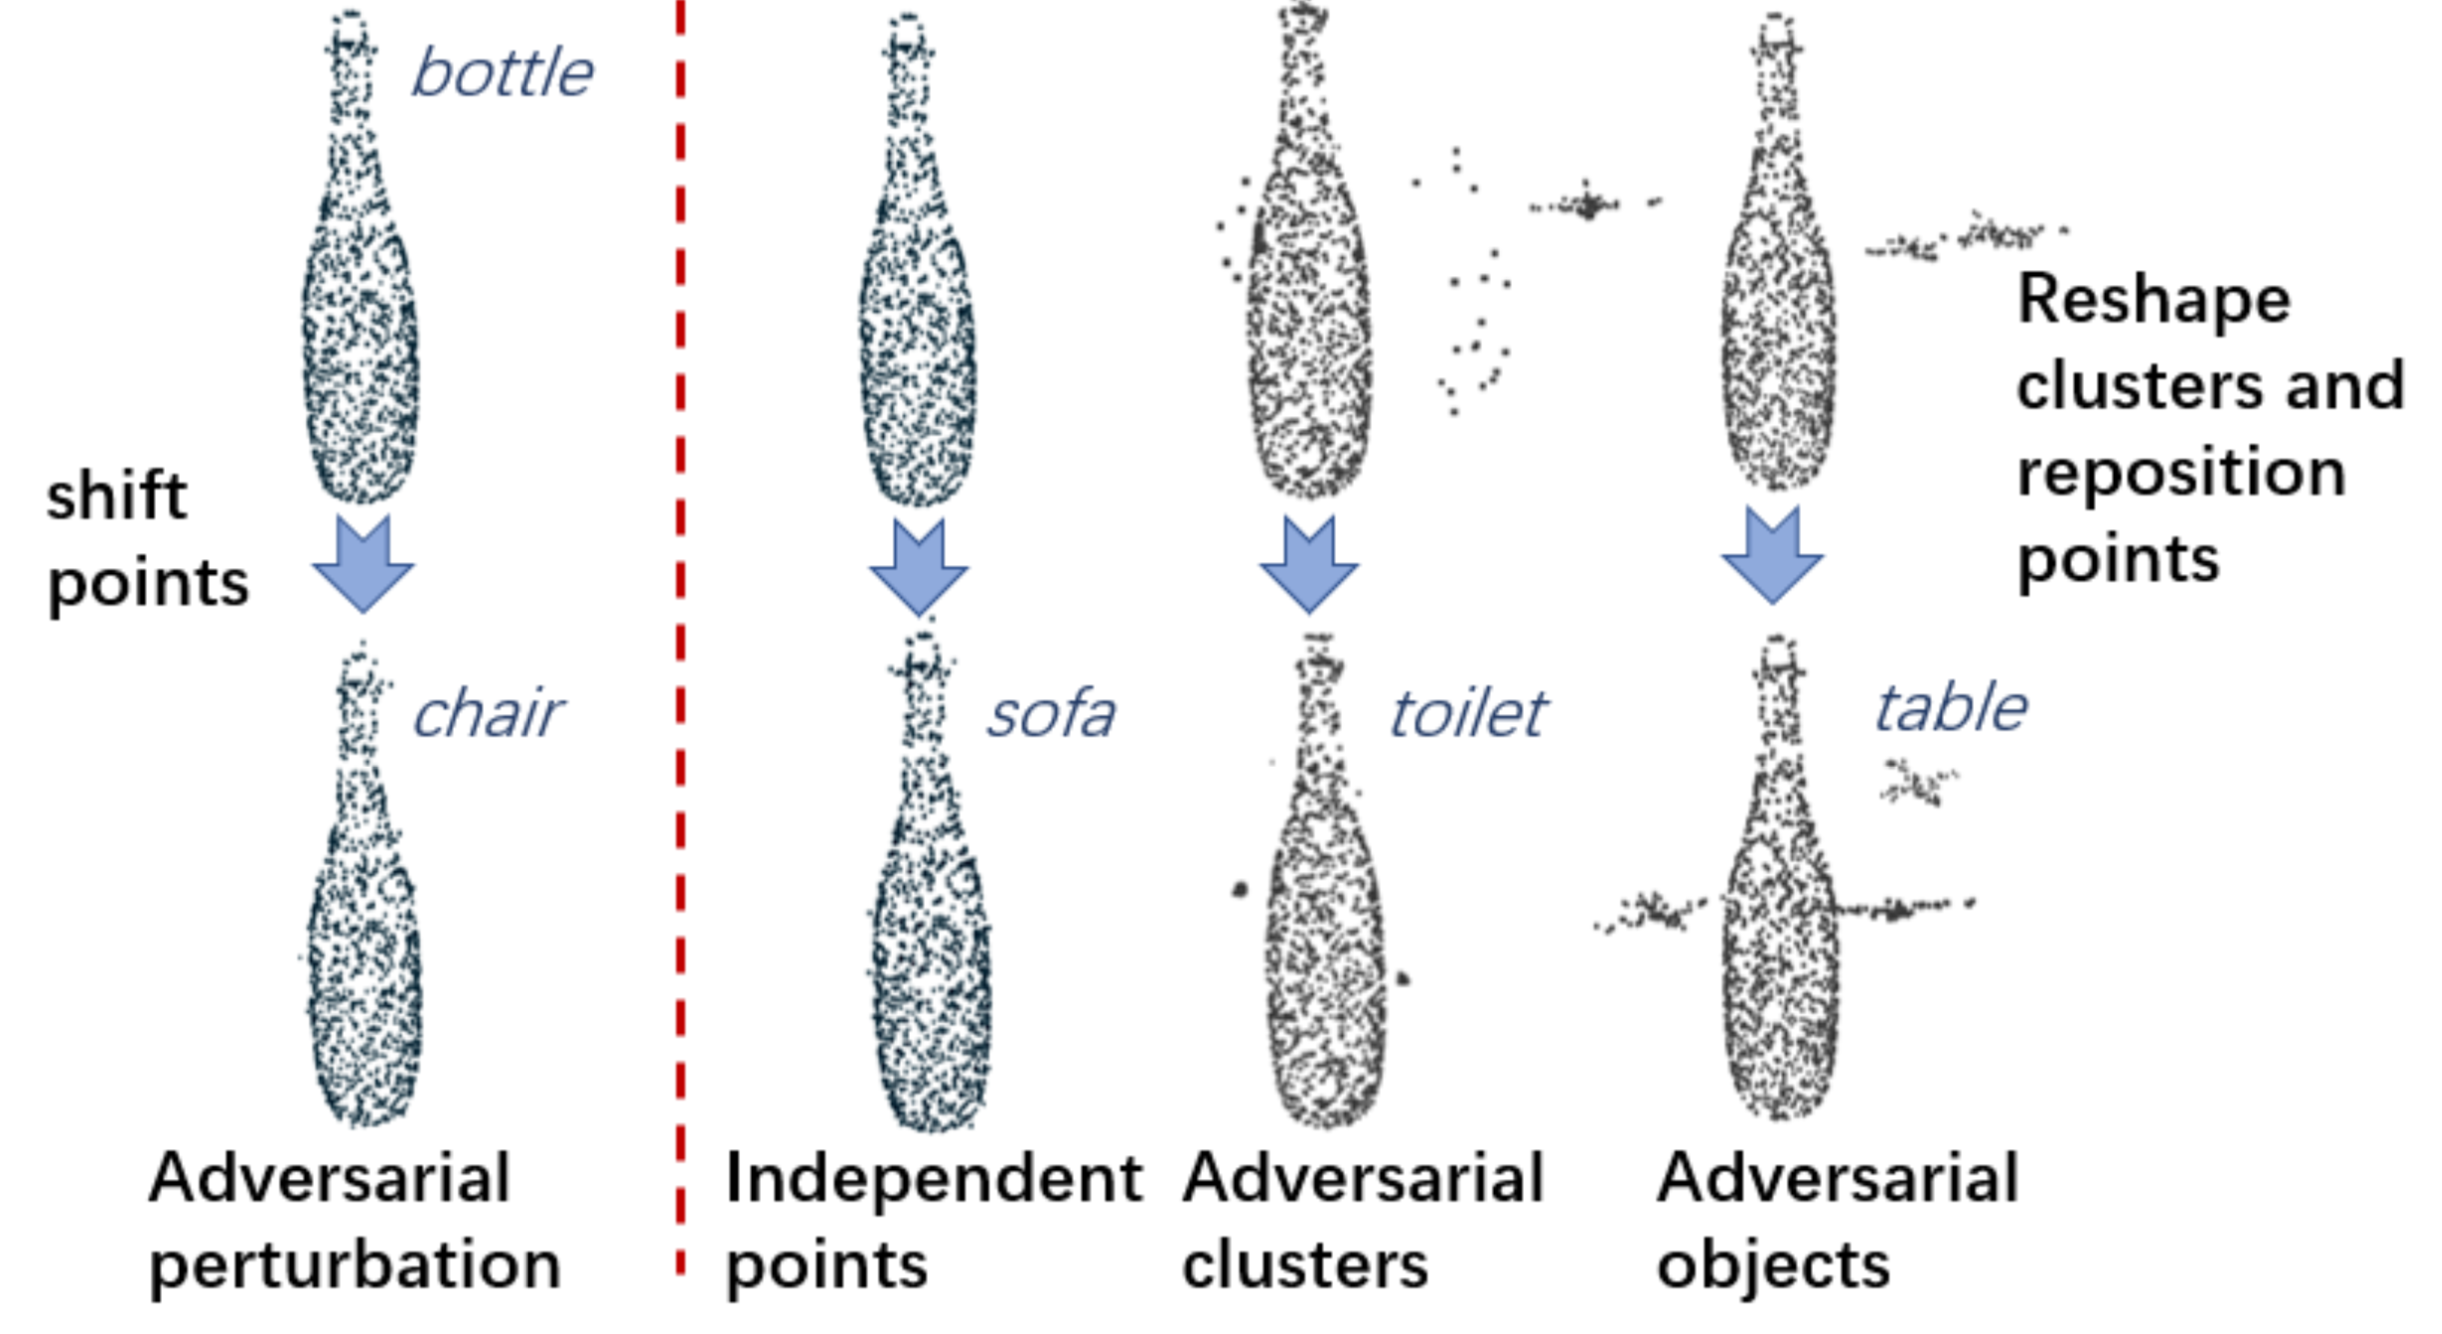 bottle
shift
points
Reshape
clusters and
reposition
points
chair
sofa
toilet
table
Adversarial
perturbation
Independent
points
Adversarial
clusters
Adversarial
objects